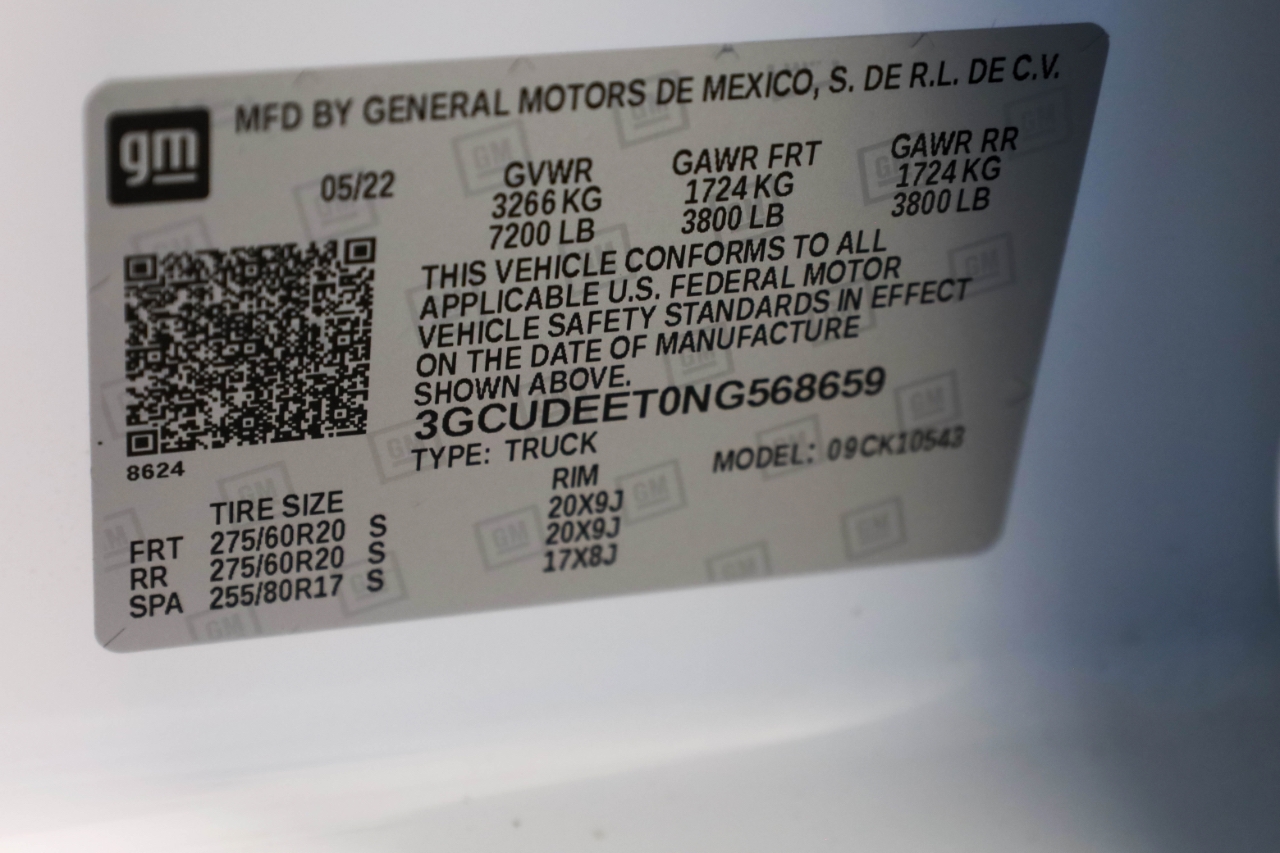 gm
MFD BY GENERAL MOTORS DE MEXICO, S. DE R.L. DE C.V.
05/22
GVWR
3266 KG
7200 LB
GAWR FRT
1724 KG
3800 LB
GAWR RR
1724 KG
3800 LB
THIS VEHICLE CONFORMS TO ALL
APPLICABLE U.S. FEDERAL MOTOR
VEHICLE SAFETY STANDARDS IN EFFECT
ON THE DATE OF MANUFACTURE
SHOWN ABOVE.
3GCUDEET0NG568659
TYPE: TRUCK
MODEL: 09CK10543
8624
TIRE SIZE
RIM
FRT 275/60R20 S 20X9J
RR 275/60R20 S 20X9J
SPA 255/80R17 S 17X8J